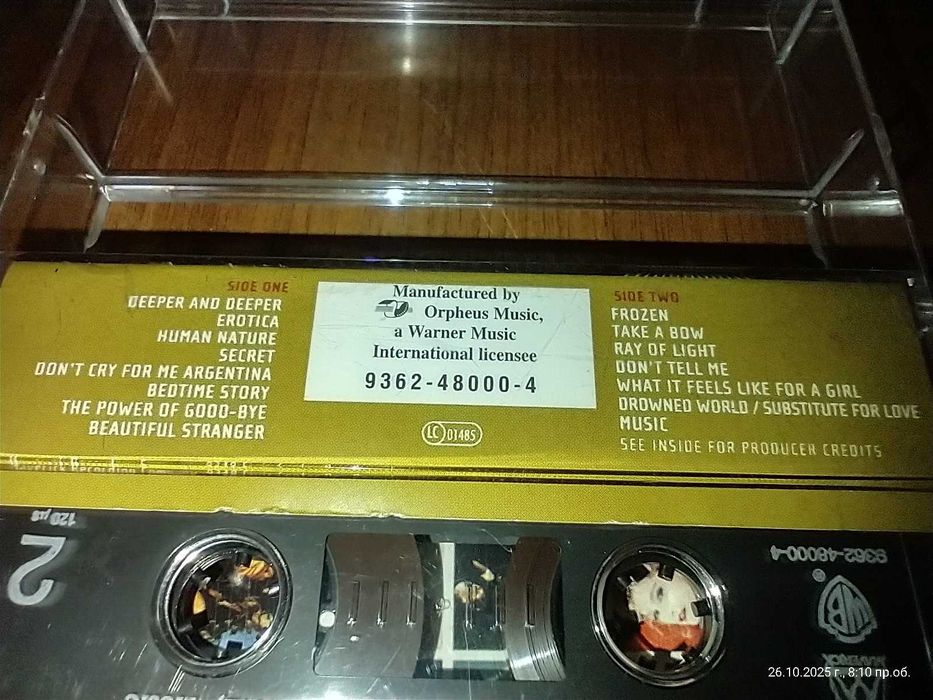 SIDE ONE
DEEPER AND DEEPER
EROTICA
HUMAN NATURE
SECRET
DON'T CRY FOR ME ARGENTINA
BEDTIME STORY
THE POWER OF GOOD-BYE
BEAUTIFUL STRANGER
Manufactured by
Orpheus Music,
a Warner Music
International licensee
9362-48000-4
LC 01485
SIDE TWO
FROZEN
TAKE A BOW
RAY OF LIGHT
DON'T TELL ME
WHAT IT FEELS LIKE FOR A GIRL
DROWNED WORLD / SUBSTITUTE FOR LOVE
MUSIC
SEE INSIDE FOR PRODUCER CREDITS
120 µs
2
9362-48000-4
®
WB
MAVERICK
26.10.2025 г., 8:10 пр.об.